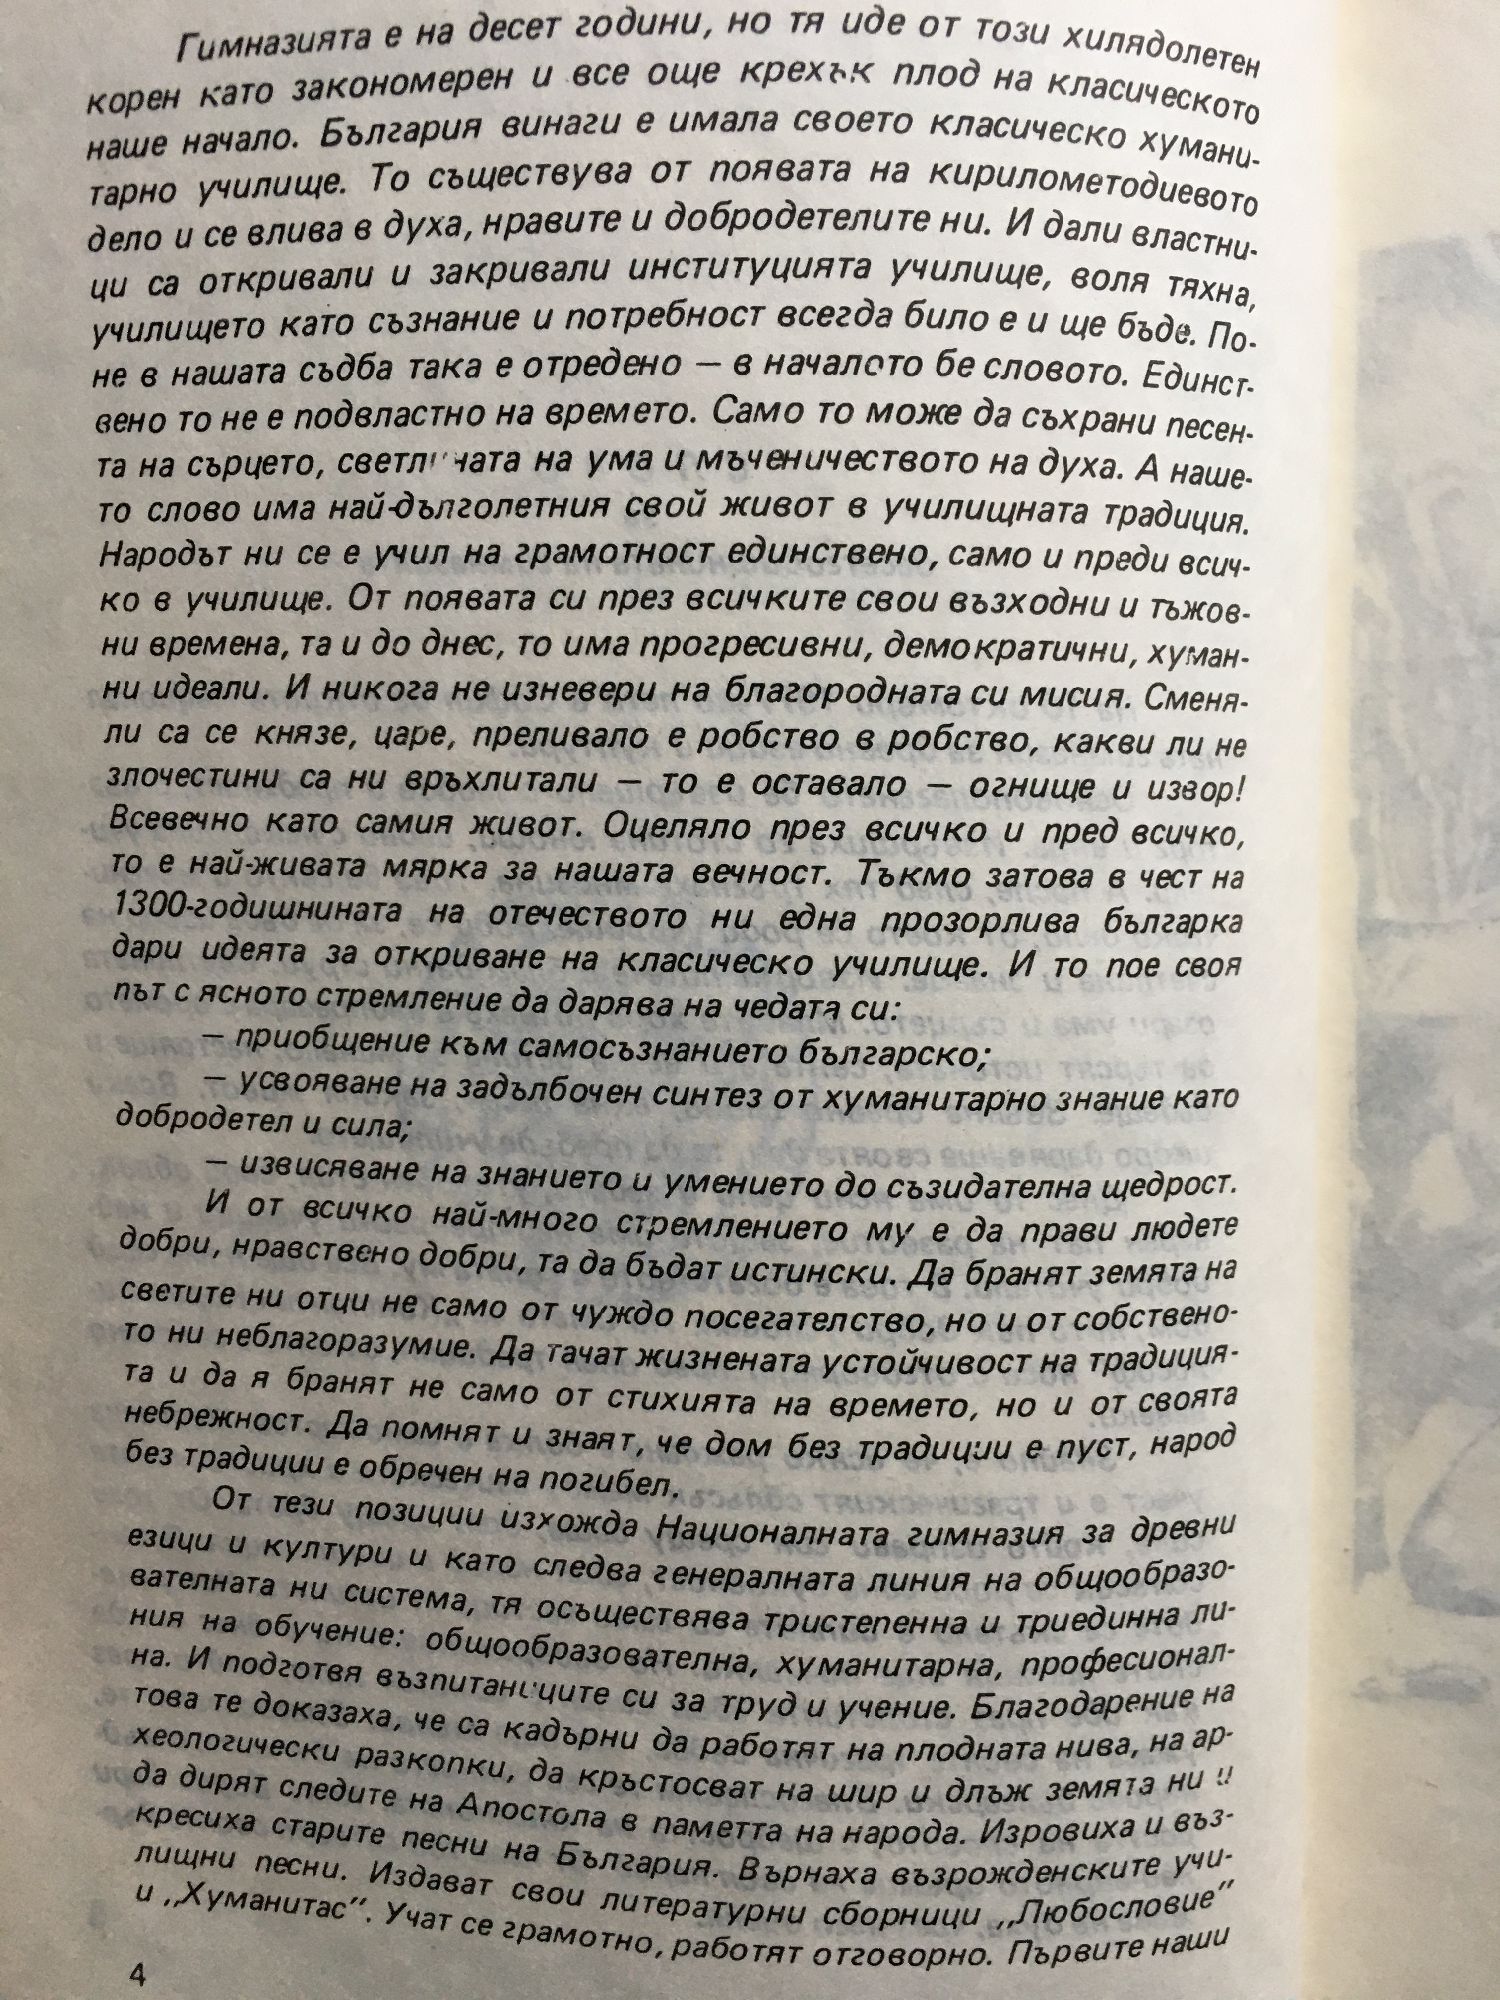 Гимназията е на десет години, но тя иде от този хилядолетен
корен като закономерен и все още крехък плод на класическото
наше начало. България винаги е имала своето класическо хумани-
тарно училище. То съществува от появата на кирилометодиевото
дело и се влива в духа, нравите и добродетелите ни. И дали властни-
ци са откривали и закривали институцията училище, воля тяхна,
училището като съзнание и потребност всегда било е и ще бъде. По-
не в нашата съдба така е отредено — в началото бе словото. Единст-
вено то не е подвластно на времето. Само то може да съхрани песен-
та на сърцето, светлината на ума и мъченичеството на духа. А наше-
то слово има най-дълголетния свой живот в училищната традиция.
Народът ни се е учил на грамотност единствено, само и преди всич-
ко в училище. От появата си през всичките свои възходни и тъжов-
ни времена, та и до днес, то има прогресивни, демократични, хуман-
ни идеали. И никога не изневери на благородната си мисия. Сменя-
ли са се князе, царе, преливало е робство в робство, какви ли не
злочестини са ни връхлитали — то е оставало — огнище и извор!
Всевечно като самия живот. Оцеляло през всичко и пред всичко,
то е най-живата мярка за нашата вечност. Тъкмо затова в чест на
1300-годишнината на отечеството ни една прозорлива българка
дари идеята за откриване на класическо училище. И то пое своя
път с ясното стремление да дарява на чедата си:
— приобщение към самосъзнанието българско;
— усвояване на задълбочен синтез от хуманитарно знание като
добродетел и сила;
— извисяване на знанието и умението до съзидателна щедрост.
И от всичко най-много стремлението му е да прави людете
добри, нравствено добри, та да бъдат истински. Да бранят земята на
светите ни отци не само от чуждо посегателство, но и от собствено-
то ни неблагоразумие. Да тачат жизнената устойчивост на традиция-
та и да я бранят не само от стихията на времето, но и от своята
небрежност. Да помнят и знаят, че дом без традиции е пуст, народ
без традиции е обречен на погибел.
От тези позиции изхожда Националната гимназия за древни
езици и култури и като следва генералната линия на общообразо-
вателната ни система, тя осъществява тристепенна и триединна ли-
ния на обучение: общообразователна, хуманитарна, професионал-
на. И подготвя възпитаниците си за труд и учение. Благодарение на
това те доказаха, че са кадърни да работят на плодната нива, на ар-
хеологически разкопки, да кръстосват на шир и длъж земята ни и
да дирят следите на Апостола в паметта на народа. Изровиха и въз-
кресиха старите песни на България. Върнаха възрожденските учи-
лищни песни. Издават свои литературни сборници „Любословие"
и „Хуманитас". Учат се грамотно, работят отговорно. Първите наши
4